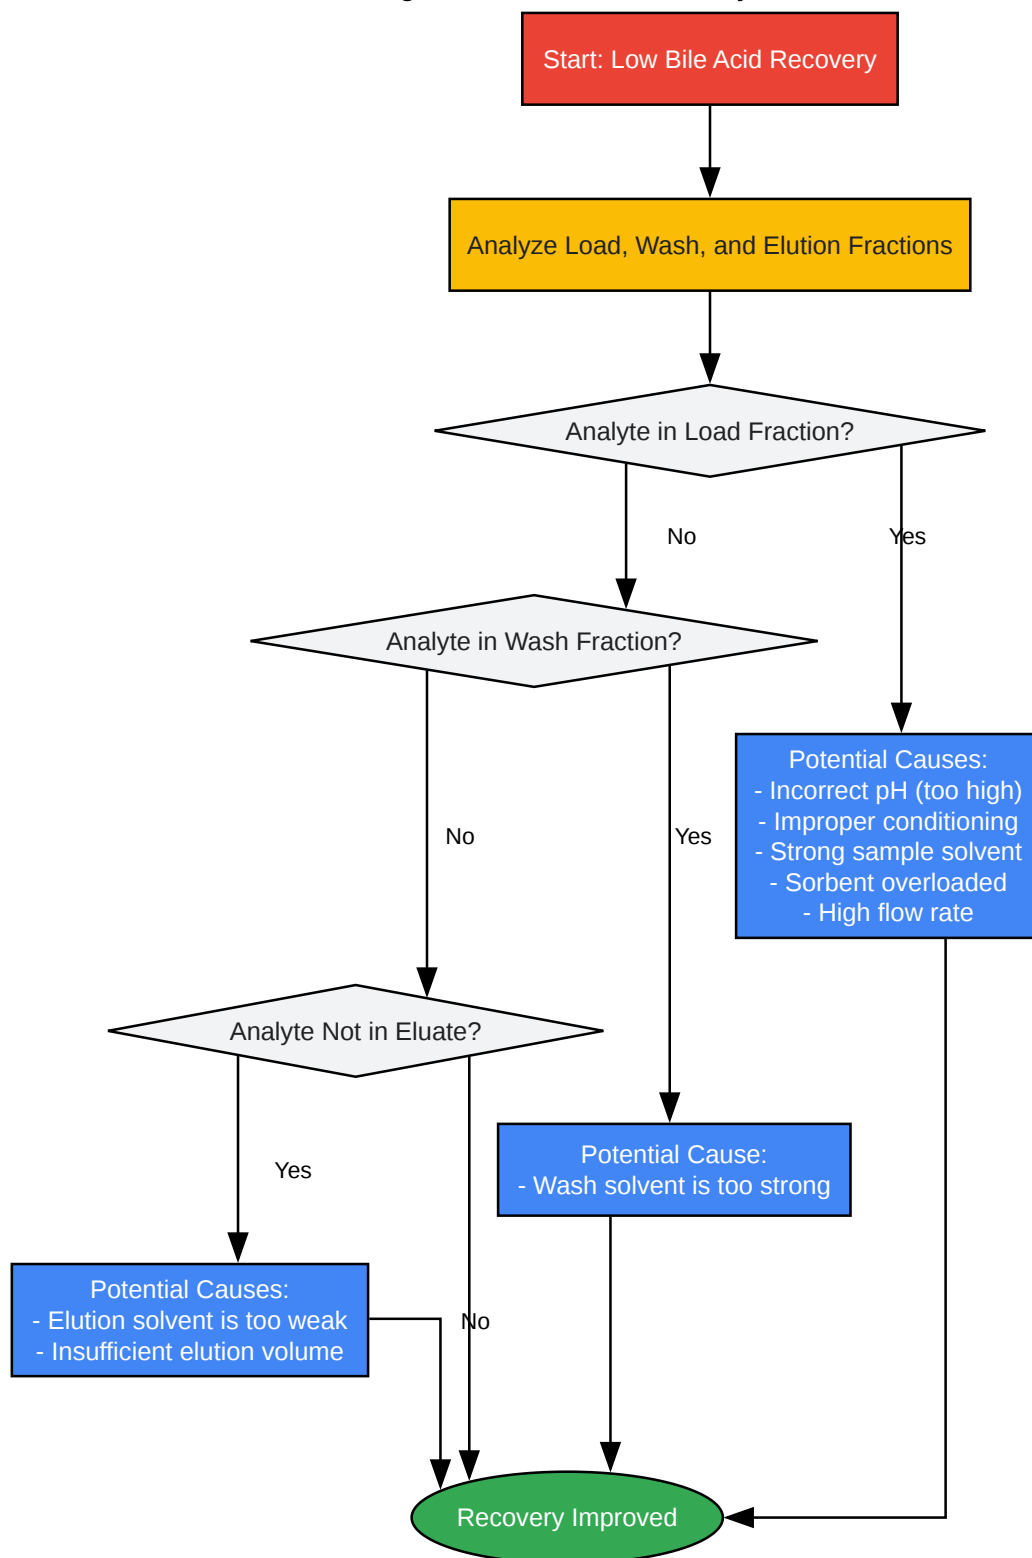 Start: Low Bile Acid Recovery
Analyze Load, Wash, and Elution Fractions
Analyte in Load Fraction?
No
Yes
Analyte in Wash Fraction?
Potential Causes:
- Incorrect pH (too high)
- Improper conditioning
- Strong sample solvent
- Sorbent overloaded
- High flow rate
No
Yes
Analyte Not in Eluate?
Potential Cause:
- Wash solvent is too strong
Yes
Potential Causes:
- Elution solvent is too weak
- Insufficient elution volume
No
Recovery Improved